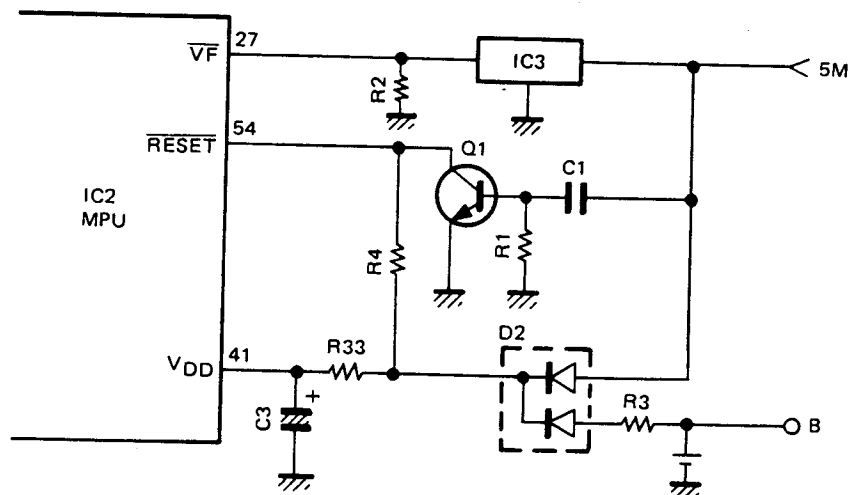 VF
27
IC3
5M
R2
RESET
54
Q1
C1
IC2
MPU
R4
R1
D2
VDD
41
R33
+
C3
R3
B